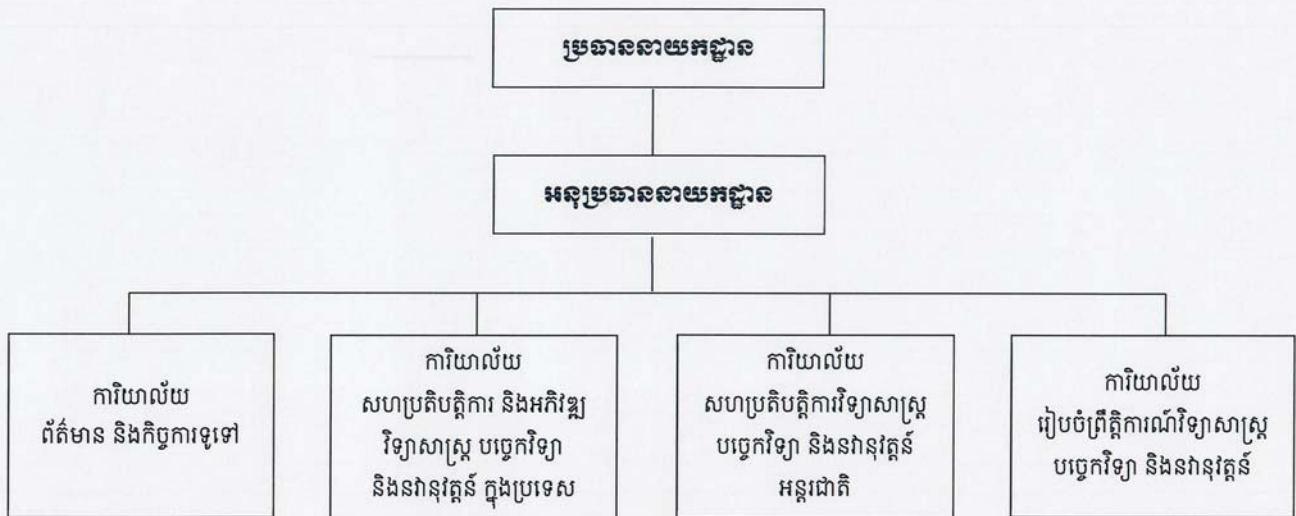 ប្រធាននាយកដ្ឋាន
អនុប្រធាននាយកដ្ឋាន
ការិយាល័យ
ព័ត៌មាន និងកិច្ចការទូទៅ
ការិយាល័យ
សហប្រតិបត្តិការ និងអភិវឌ្ឍ
វិទ្យាសាស្ត្រ បច្ចេកវិទ្យា
និងនវានុវត្តន៍ ក្នុងប្រទេស
ការិយាល័យ
សហប្រតិបត្តិការវិទ្យាសាស្ត្រ
បច្ចេកវិទ្យា និងនវានុវត្តន៍
អន្តរជាតិ
ការិយាល័យ
រៀបចំព្រឹត្តិការណ៍វិទ្យាសាស្ត្រ
បច្ចេកវិទ្យា និងនវានុវត្តន៍